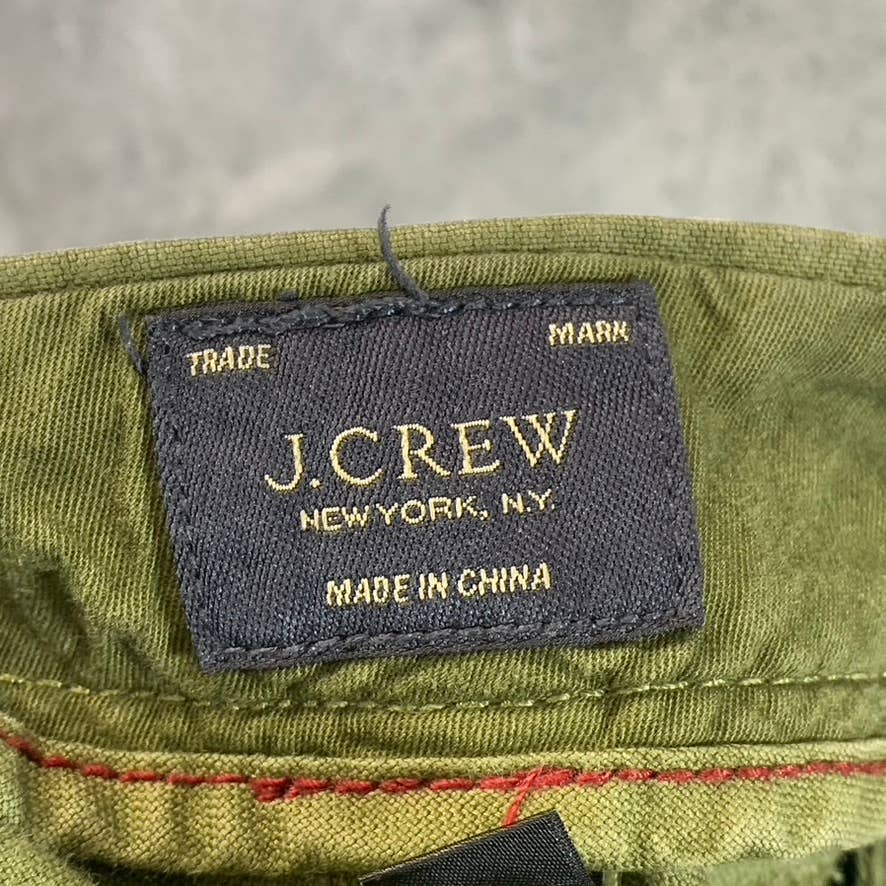 TRADE MARK
J.CREW
NEW YORK, N.Y.
MADE IN CHINA